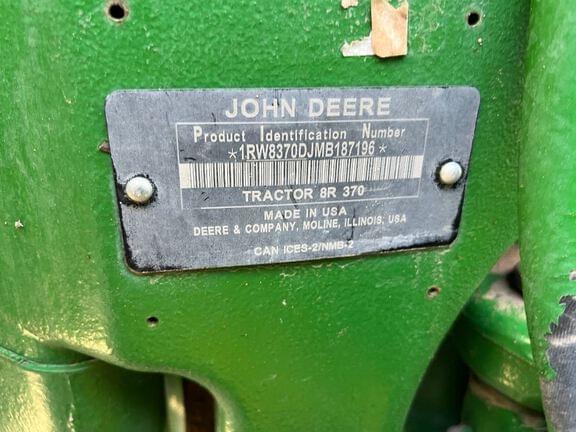 JOHN DEERE
Product Identification Number
*1RW8370DJMB187196*
TRACTOR 8R 370
MADE IN USA
DEERE & COMPANY, MOLINE, ILLINOIS, USA
CAN ICES-2/NMB-2